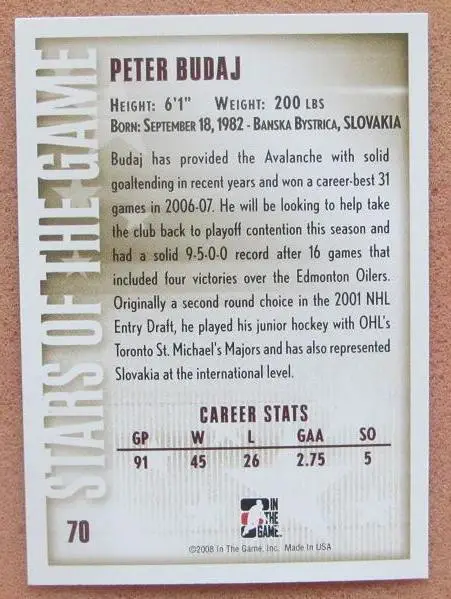 STARS OF THE GAME
PETER BUDAJ
HEIGHT: 6'1" WEIGHT: 200 LBS
BORN: SEPTEMBER 18, 1982 - BANSKA BYSTRICA, SLOVAKIA
Budaj has provided the Avalanche with solid
goaltending in recent years and won a career-best 31
games in 2006-07. He will be looking to help take
the club back to playoff contention this season and
had a solid 9-5-0-0 record after 16 games that
included four victories over the Edmonton Oilers.
Originally a second round choice in the 2001 NHL
Entry Draft, he played his junior hockey with OHL's
Toronto St. Michael's Majors and has also represented
Slovakia at the international level.
CAREER STATS
GP W L GAA SO
91 45 26 2.75 5
IN
THE
GAME
70
©2008 In The Game, Inc. Made In USA